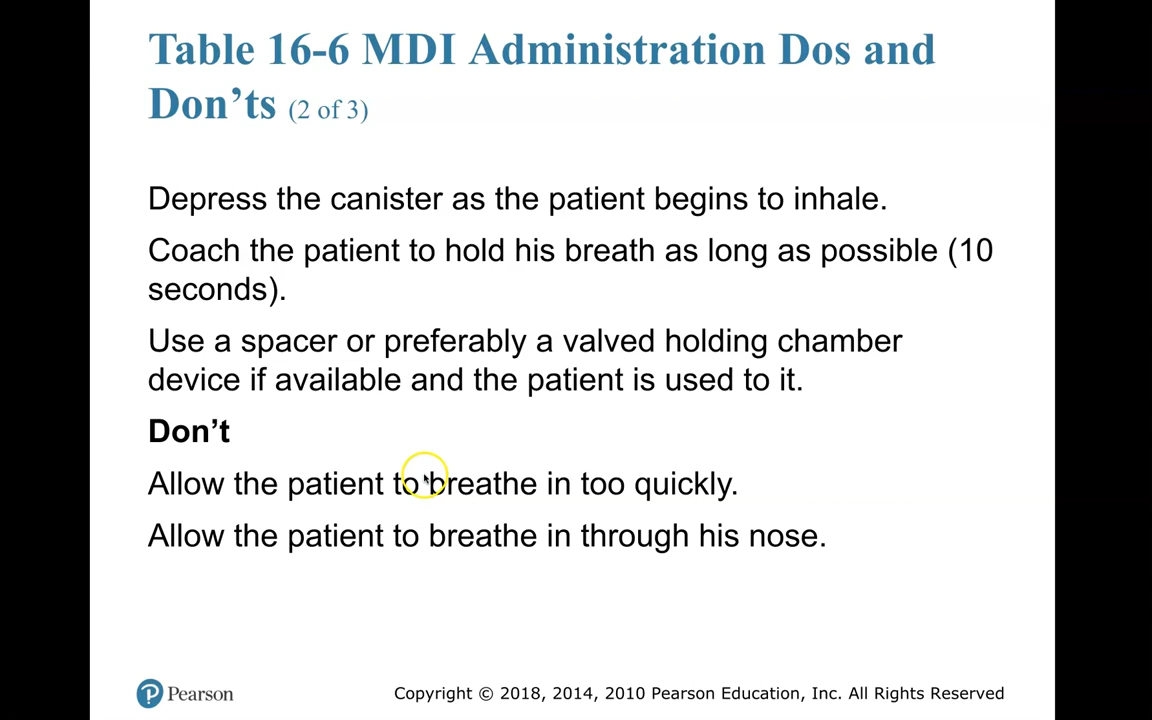 Table 16-6 MDI Administration Dos and
Don’ts (2 of 3)
Depress the canister as the patient begins to inhale.
Coach the patient to hold his breath as long as possible (10
seconds).
Use a spacer or preferably a valved holding chamber
device if available and the patient is used to it.
Don’t
Allow the patient to breathe in too quickly.
Allow the patient to breathe in through his nose.
P Pearson
Copyright © 2018, 2014, 2010 Pearson Education, Inc. All Rights Reserved